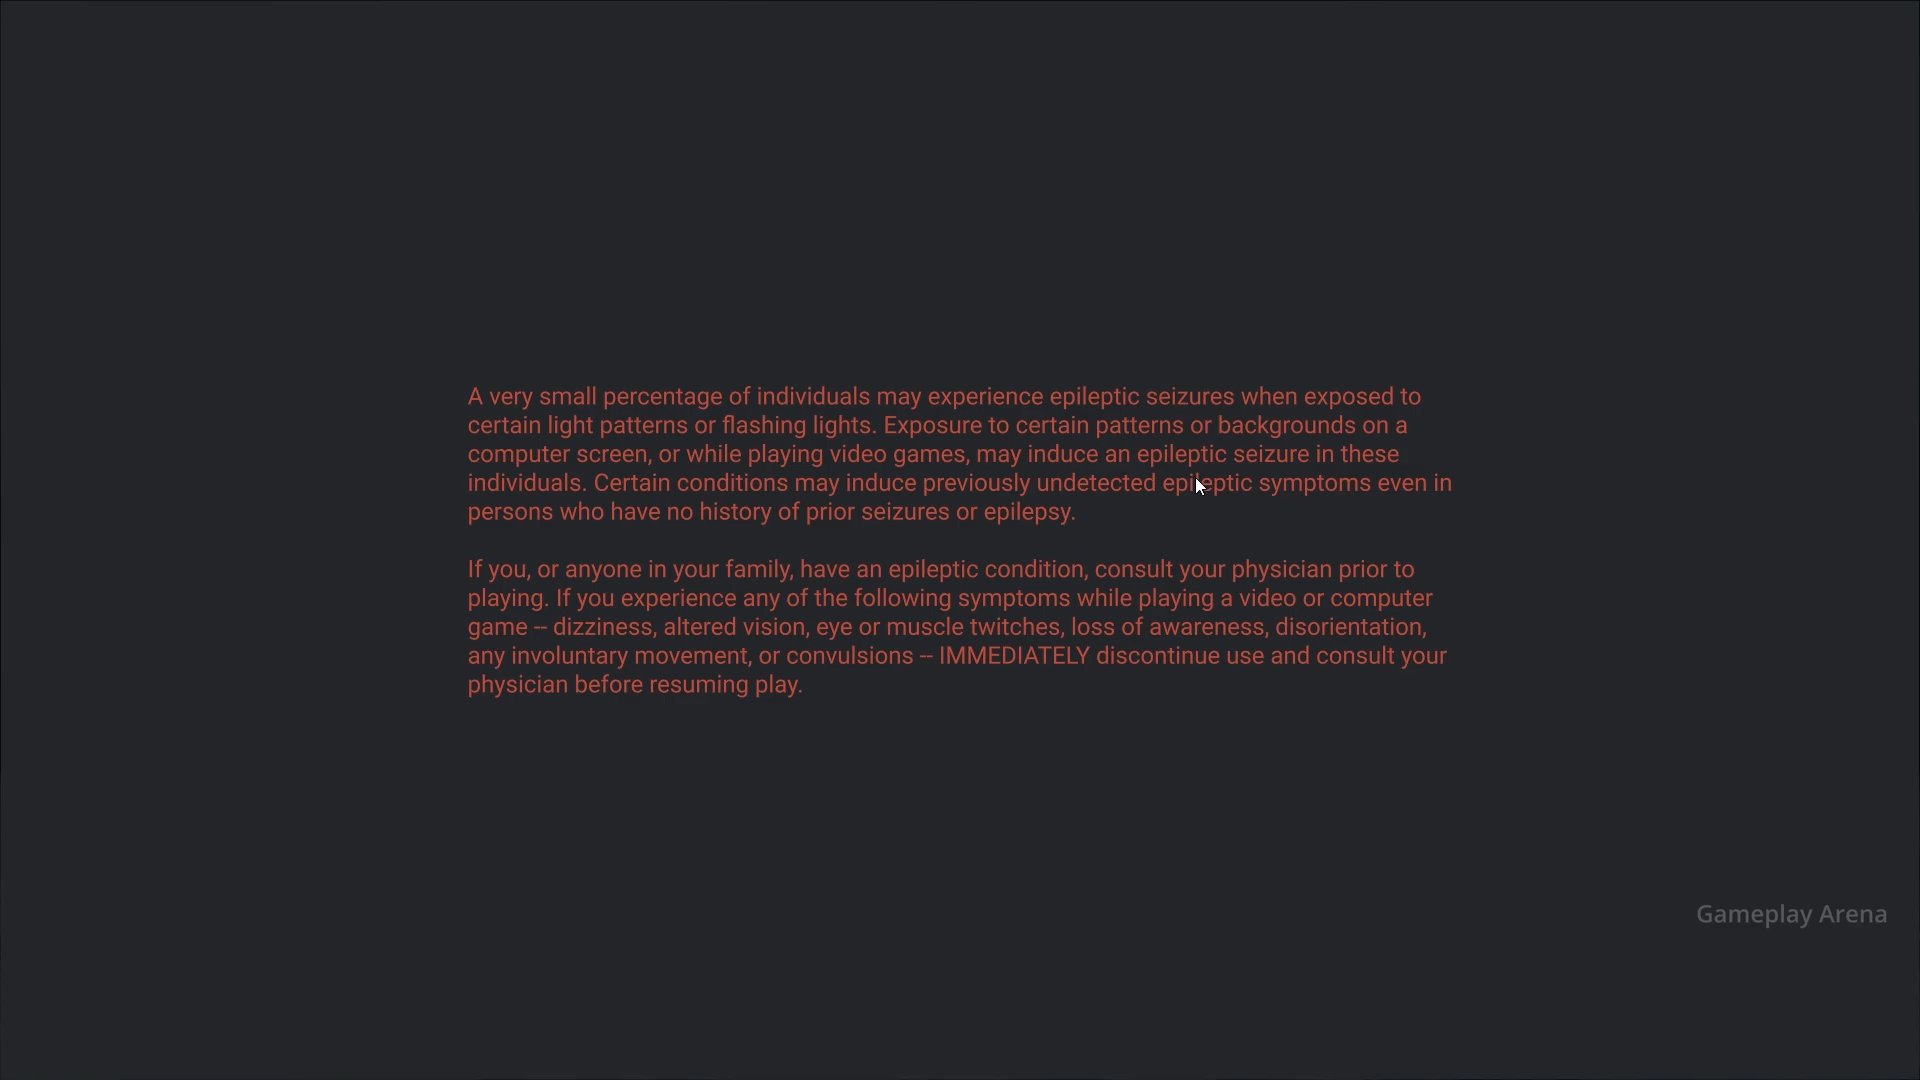 A very small percentage of individuals may experience epileptic seizures when exposed to
certain light patterns or flashing lights. Exposure to certain patterns or backgrounds on a
computer screen, or while playing video games, may induce an epileptic seizure in these
individuals. Certain conditions may induce previously undetected epileptic symptoms even in
persons who have no history of prior seizures or epilepsy.
If you, or anyone in your family, have an epileptic condition, consult your physician prior to
playing. If you experience any of the following symptoms while playing a video or computer
game -- dizziness, altered vision, eye or muscle twitches, loss of awareness, disorientation,
any involuntary movement, or convulsions -- IMMEDIATELY discontinue use and consult your
physician before resuming play.
Gameplay Arena